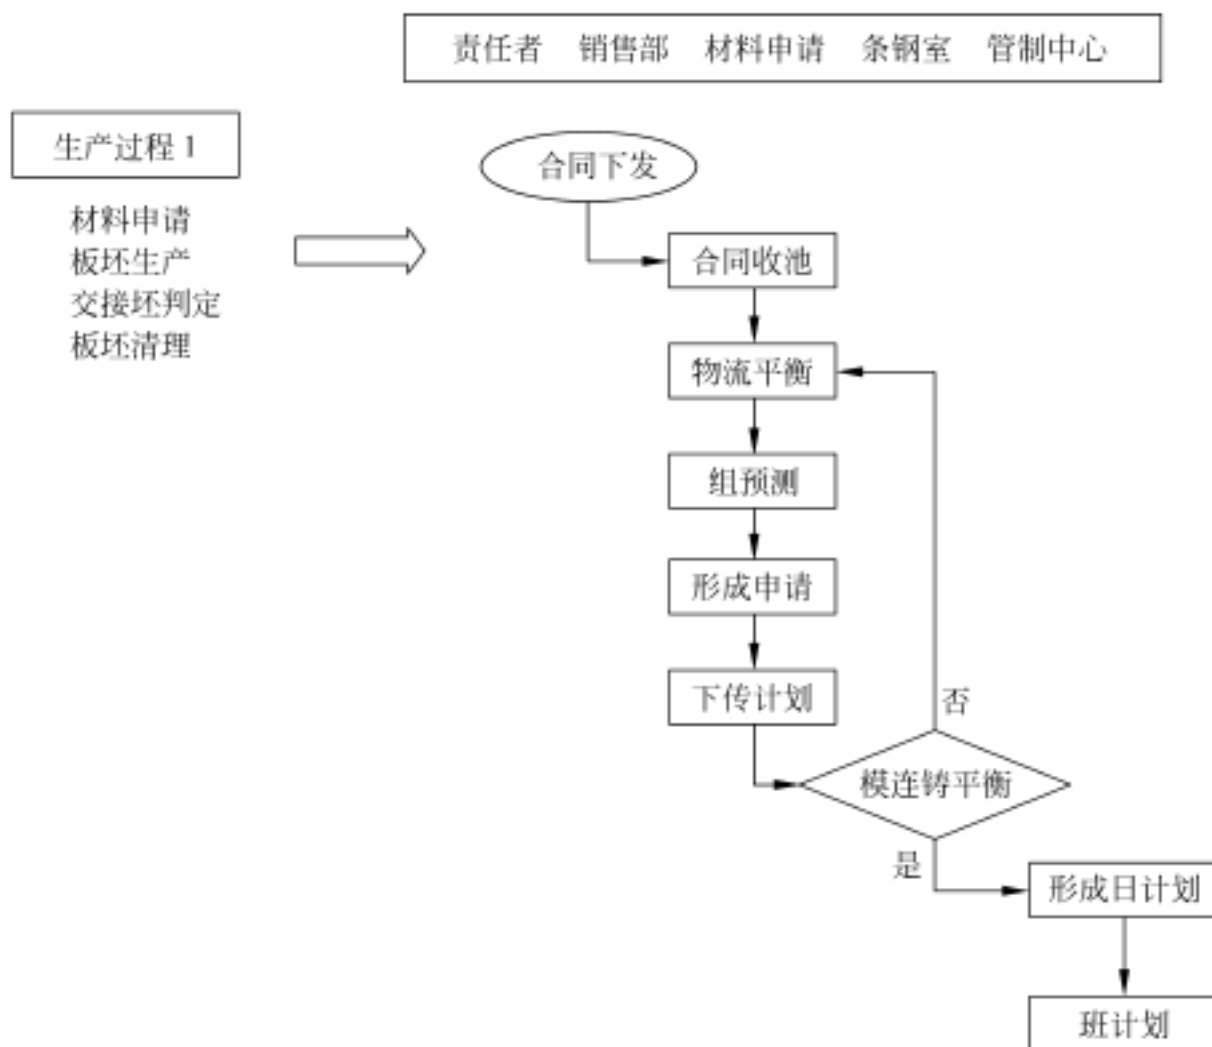 责任者 销售部 材料申请 条钢室 管制中心
生产过程 1
材料申请
板坯生产
交接坯判定
板坯清理
合同下发
合同收池
物流平衡
组预测
形成申请
下传计划
否
模连铸平衡
是
形成日计划
班计划